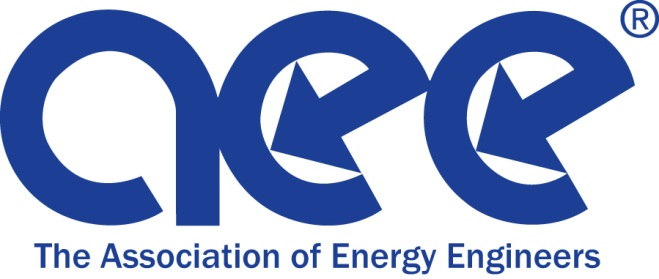 aee®
The Association of Energy Engineers